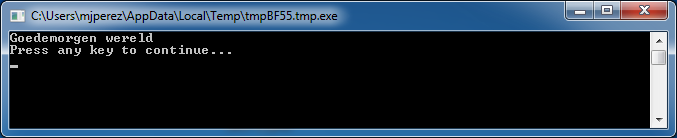 C:\Users\mjperez\AppData\Local\Temp\tmpBF55.tmp.exe
Goedemorgen wereld
Press any key to continue...